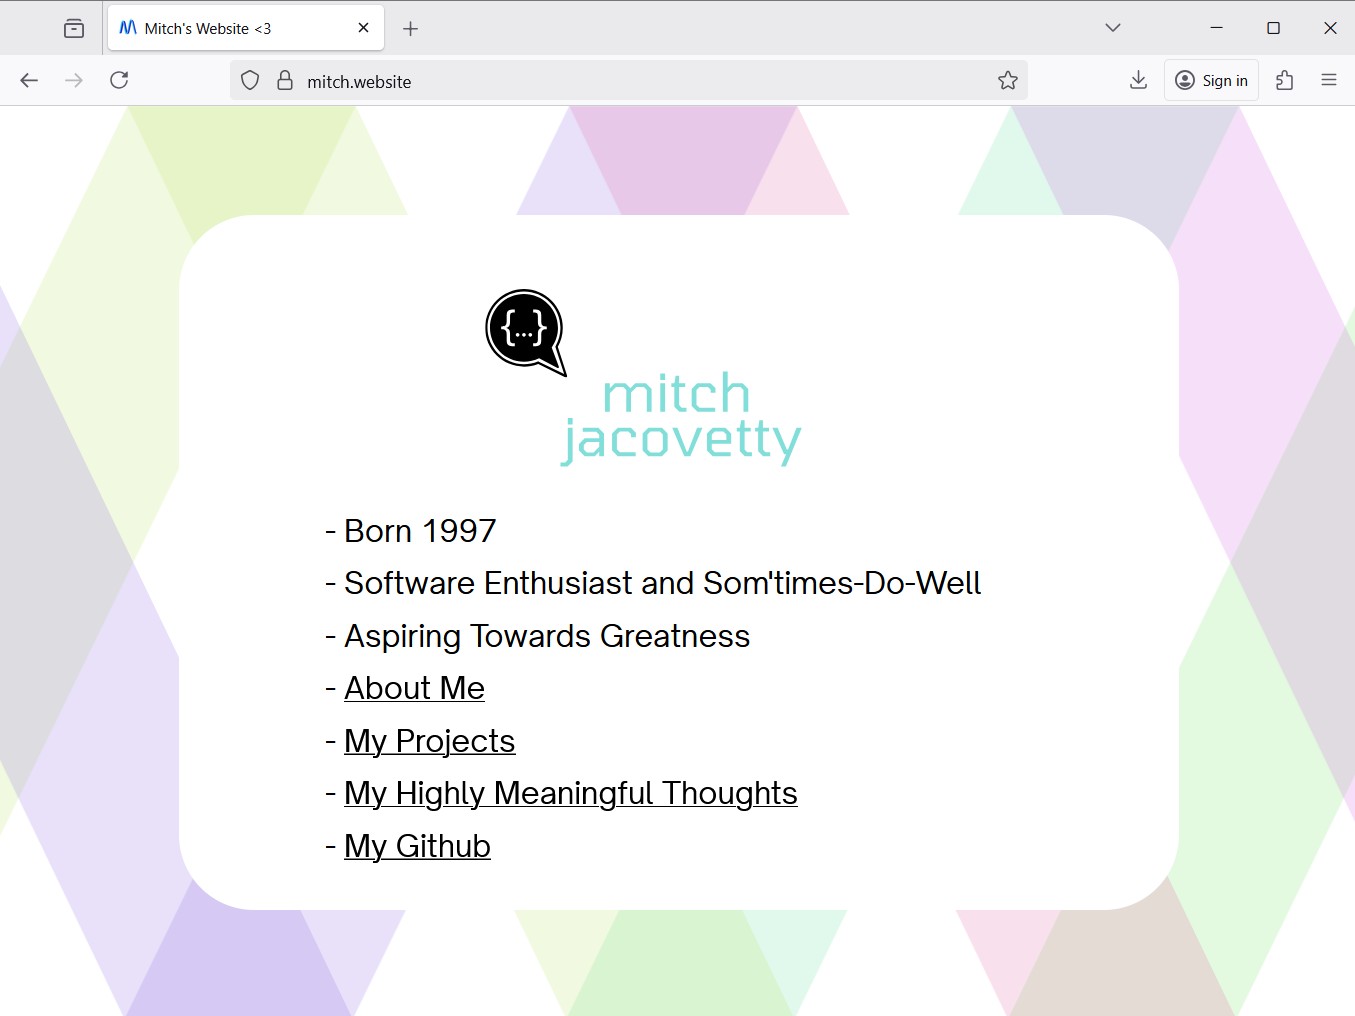 Mitch's Website <3
mitch.website
Sign in
{...}
mitch
jacovetty
- Born 1997
- Software Enthusiast and Som'times-Do-Well
- Aspiring Towards Greatness
- About Me
- My Projects
- My Highly Meaningful Thoughts
- My Github